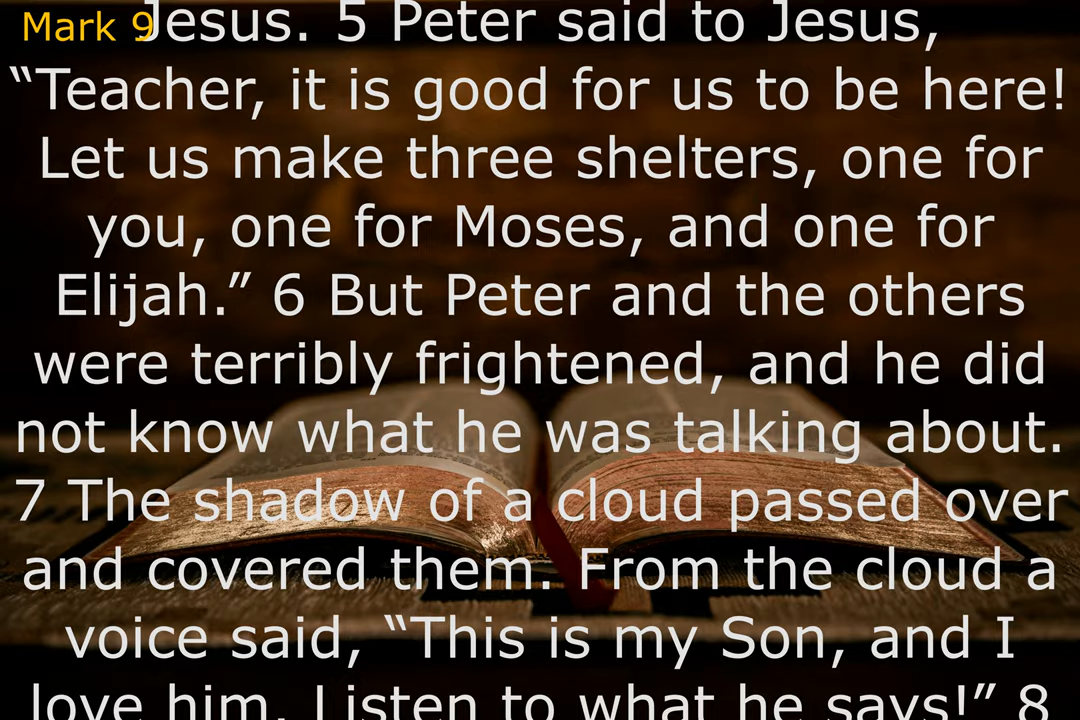 Mark 9
Jesus. 5 Peter said to Jesus,
“Teacher, it is good for us to be here!
Let us make three shelters, one for
you, one for Moses, and one for
Elijah.” 6 But Peter and the others
were terribly frightened, and he did
not know what he was talking about.
7 The shadow of a cloud passed over
and covered them. From the cloud a
voice said, “This is my Son, and I
love him. Listen to what he says!” 8